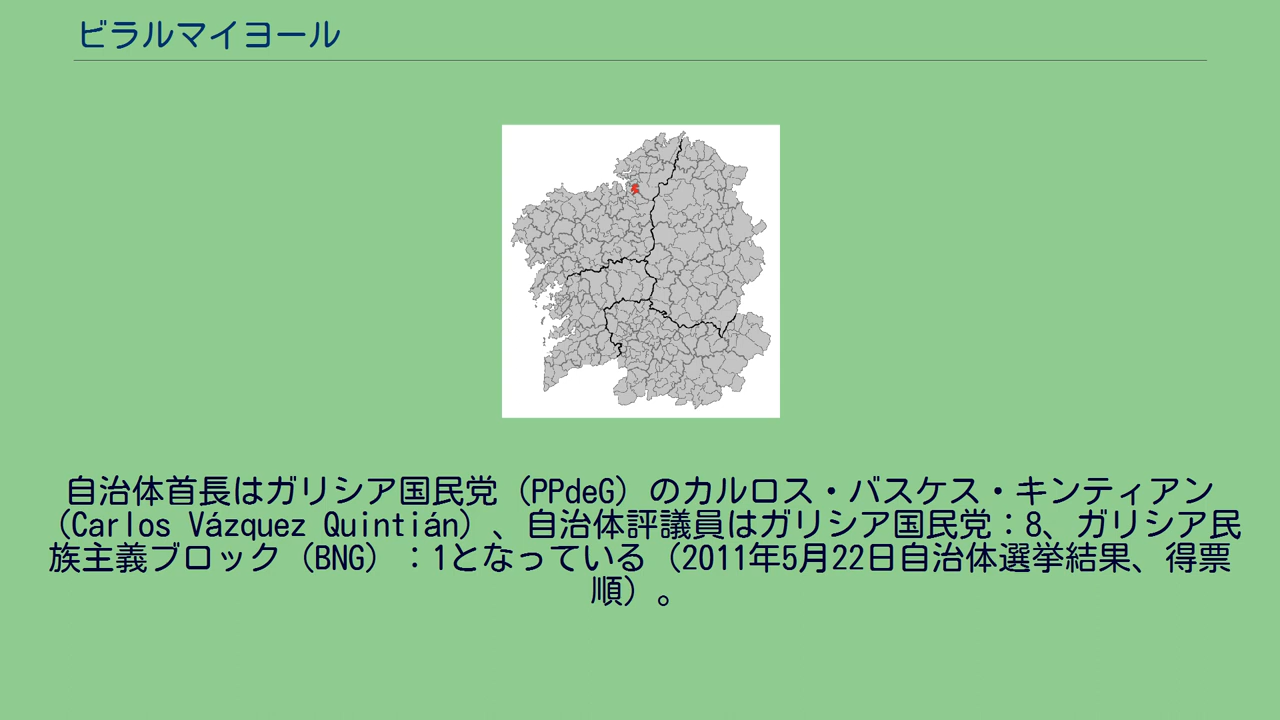 ビラルマイヨール
自治体首長はガリシア国民党（PPdeG）のカルロス・バスケス・キンティアン
（Carlos Vázquez Quintián）、自治体評議員はガリシア国民党：8、ガリシア民
族主義ブロック（BNG）：1となっている（2011年5月22日自治体選挙結果、得票
順）。